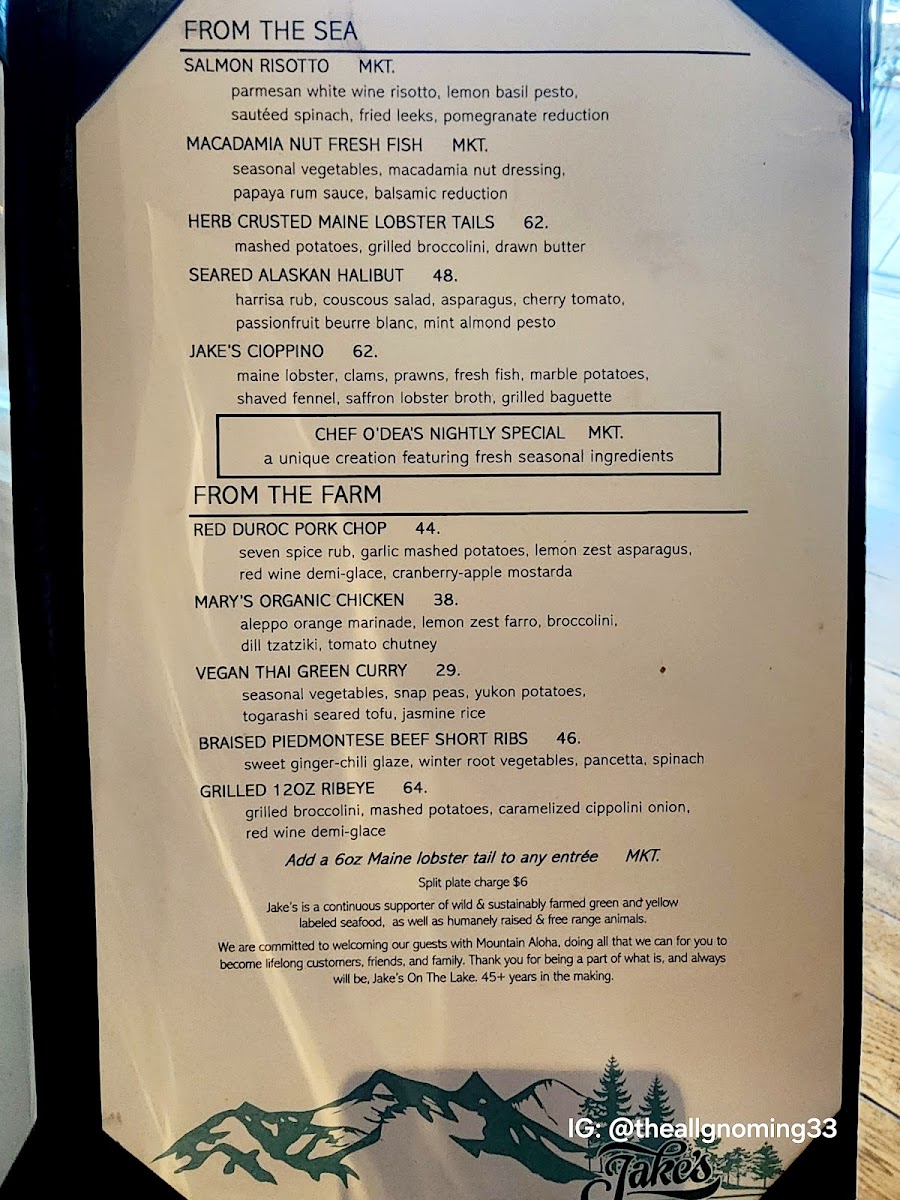 FROM THE SEA
SALMON RISOTTO MKT.
parmesan white wine risotto, lemon basil pesto,
sautéed spinach, fried leeks, pomegranate reduction
MACADAMIA NUT FRESH FISH MKT.
seasonal vegetables, macadamia nut dressing,
papaya rum sauce, balsamic reduction
HERB CRUSTED MAINE LOBSTER TAILS 62.
mashed potatoes, grilled broccolini, drawn butter
SEARED ALASKAN HALIBUT 48.
harrisa rub, couscous salad, asparagus, cherry tomato,
passionfruit beurre blanc, mint almond pesto
JAKE'S CIOPPINO 62.
maine lobster, clams, prawns, fresh fish, marble potatoes,
shaved fennel, saffron lobster broth, grilled baguette
CHEF O'DEA'S NIGHTLY SPECIAL MKT.
a unique creation featuring fresh seasonal ingredients
FROM THE FARM
RED DUROC PORK CHOP 44.
seven spice rub, garlic mashed potatoes, lemon zest asparagus,
red wine demi-glace, cranberry-apple mostarda
MARY'S ORGANIC CHICKEN 38.
aleppo orange marinade, lemon zest farro, broccolini,
dill tzatziki, tomato chutney
VEGAN THAI GREEN CURRY 29.
seasonal vegetables, snap peas, yukon potatoes,
togarashi seared tofu, jasmine rice
BRAISED PIEDMONTESE BEEF SHORT RIBS 46.
sweet ginger-chili glaze, winter root vegetables, pancetta, spinach
GRILLED 12OZ RIBEYE 64.
grilled broccolini, mashed potatoes, caramelized cippolini onion,
red wine demi-glace
Add a 6oz Maine lobster tail to any entrée MKT.
Split plate charge $6
Jake's is a continuous supporter of wild & sustainably farmed green and yellow
labeled seafood, as well as humanely raised & free range animals.
We are committed to welcoming our guests with Mountain Aloha, doing all that we can for you to
become lifelong customers, friends, and family. Thank you for being a part of what is, and always
will be, Jake's On The Lake. 45+ years in the making.
IG: @theallgnoming33
Jake's